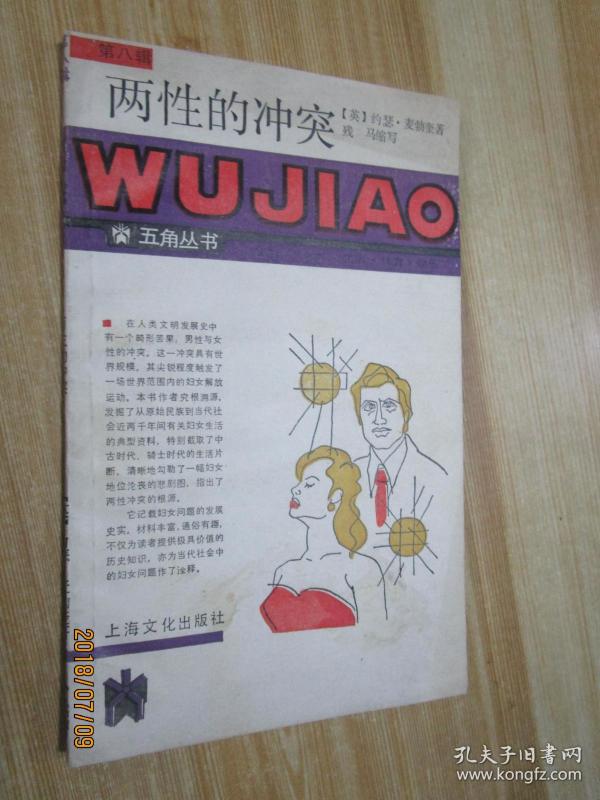 第八辑
两性的冲突
【英】约瑟·麦勃奎著
残 马缩写
WUJIAO
五角丛书
■ 在人类文明发展史中
有一个畸形苦果，男性与女
性的冲突。这一冲突具有世
界规模。其尖锐程度触发了
一场世界范围内的妇女解放
运动。本书作者究根溯源，
发掘了从原始民族到当代社
会近两千年间有关妇女生活
的典型资料，特别截取了中
古时代、骑士时代的生活片
断，清晰地勾勒了一幅妇女
地位沦丧的悲剧图，指出了
两性冲突的根源。
它记载妇女问题的发展
史实，材料丰富，通俗有趣，
不仅为读者提供极具价值的
历史知识，亦为当代社会中
的妇女问题作了诠释。
上海文化出版社
2018/07/09
孔夫子旧书网
www.kongfz.com